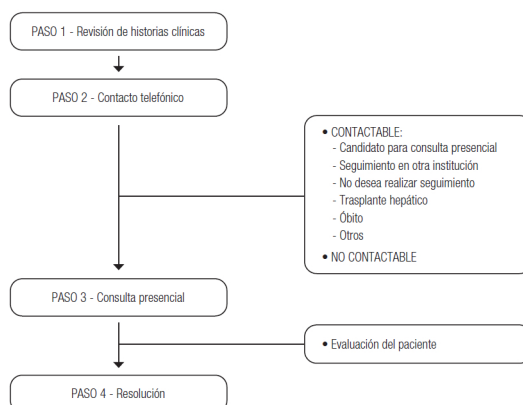 PASO 1 - Revisión de historias clínicas
PASO 2 - Contacto telefónico
• CONTACTABLE:
- Candidato para consulta presencial
- Seguimiento en otra institución
- No desea realizar seguimiento
- Trasplante hepático
- Óbito
- Otros
• NO CONTACTABLE
PASO 3 - Consulta presencial
• Evaluación del paciente
PASO 4 - Resolución